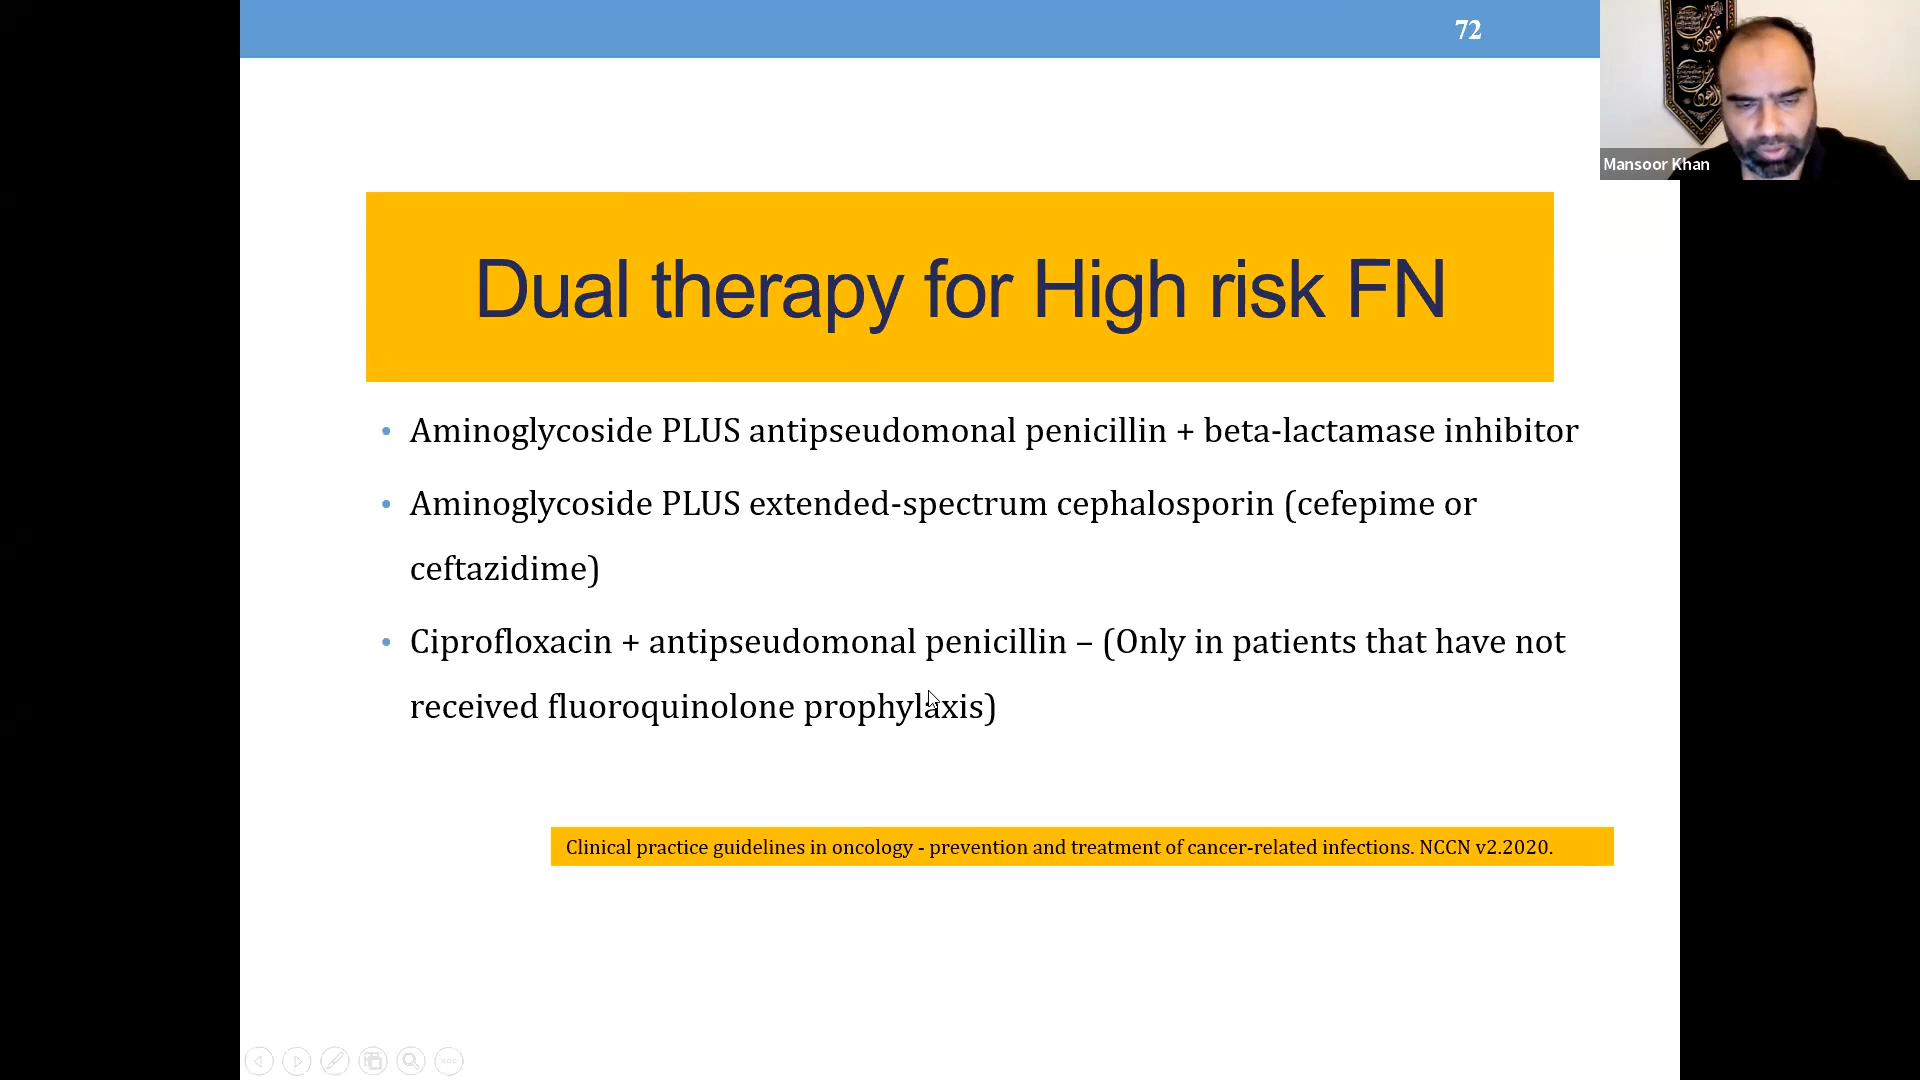 72
Mansoor Khan
Dual therapy for High risk FN
• Aminoglycoside PLUS antipseudomonal penicillin + beta-lactamase inhibitor
• Aminoglycoside PLUS extended-spectrum cephalosporin (cefepime or
ceftazidime)
• Ciprofloxacin + antipseudomonal penicillin – (Only in patients that have not
received fluoroquinolone prophylaxis)
Clinical practice guidelines in oncology - prevention and treatment of cancer-related infections. NCCN v2.2020.